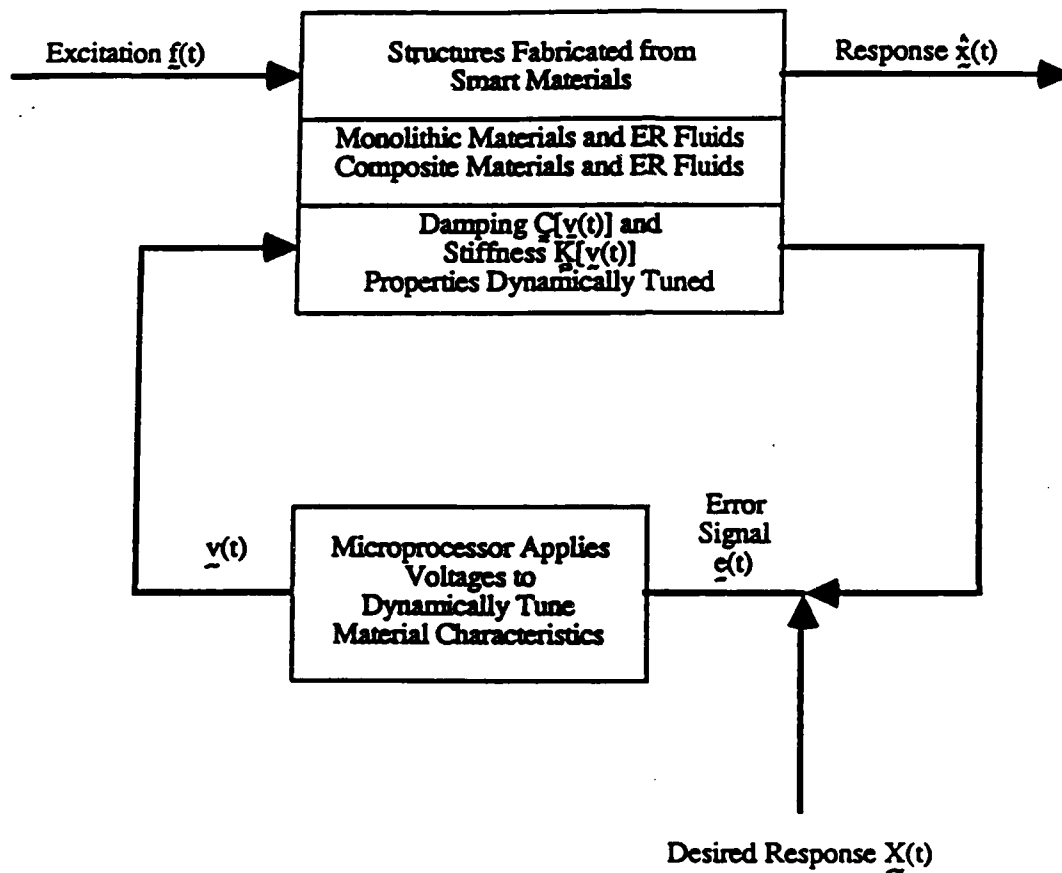 Excitation f(t)
Structures Fabricated from
Smart Materials
Response x̂(t)
Monolithic Materials and ER Fluids
Composite Materials and ER Fluids
Damping C[v(t)] and
Stiffness K[v(t)]
Properties Dynamically Tuned
v(t)
Microprocessor Applies
Voltages to
Dynamically Tune
Material Characteristics
Error
Signal
e(t)
Desired Response X(t)